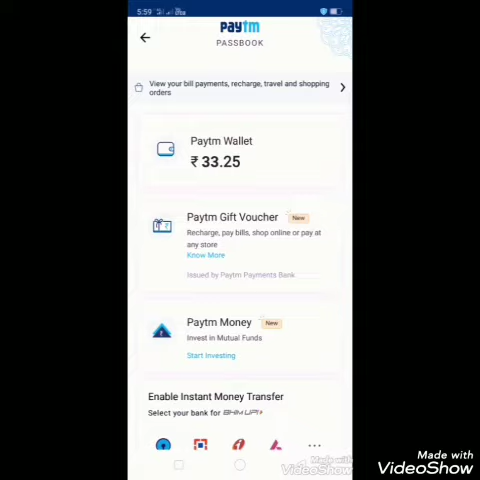 5:59
paytm
PASSBOOK
View your bill payments, recharge, travel and shopping
orders
Paytm Wallet
₹ 33.25
Paytm Gift Voucher New
Recharge, pay bills, shop online or pay at
any store
Know More
Issued by Paytm Payments Bank
Paytm Money New
Invest in Mutual Funds
Start Investing
Enable Instant Money Transfer
Select your bank for BHIM UPI
Made with
VideoShow
Made with
VideoShow